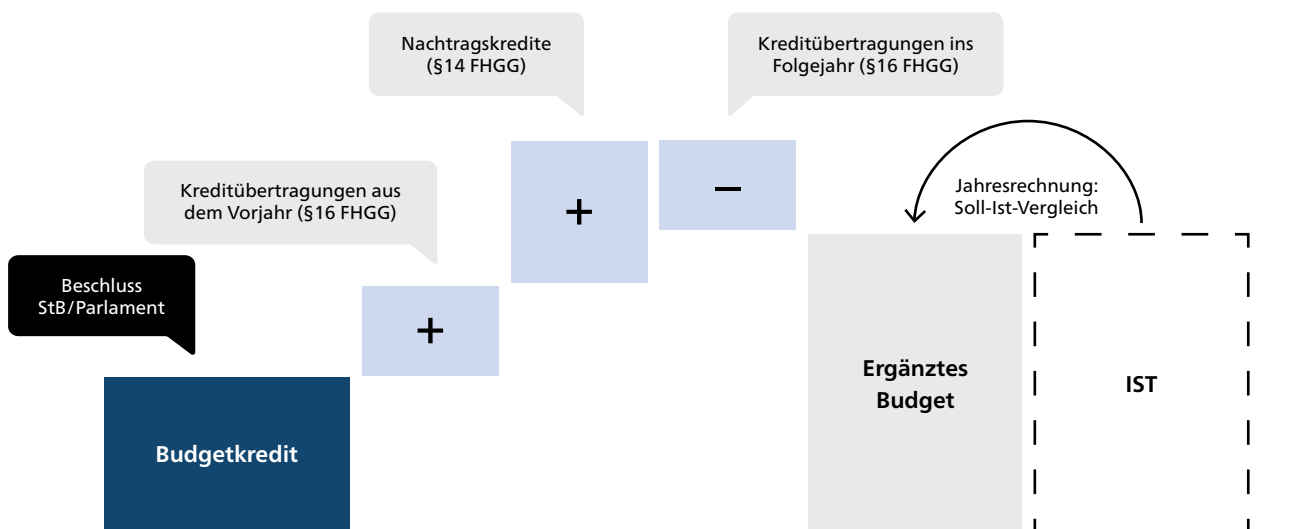 Nachtragskredite
(§14 FHGG)
Kreditübertragungen ins
Folgejahr (§16 FHGG)
Kreditübertragungen aus
dem Vorjahr (§16 FHGG)
+
−
Jahresrechnung:
Soll-Ist-Vergleich
Beschluss
StB/Parlament
+
Ergänztes
Budget
IST
Budgetkredit